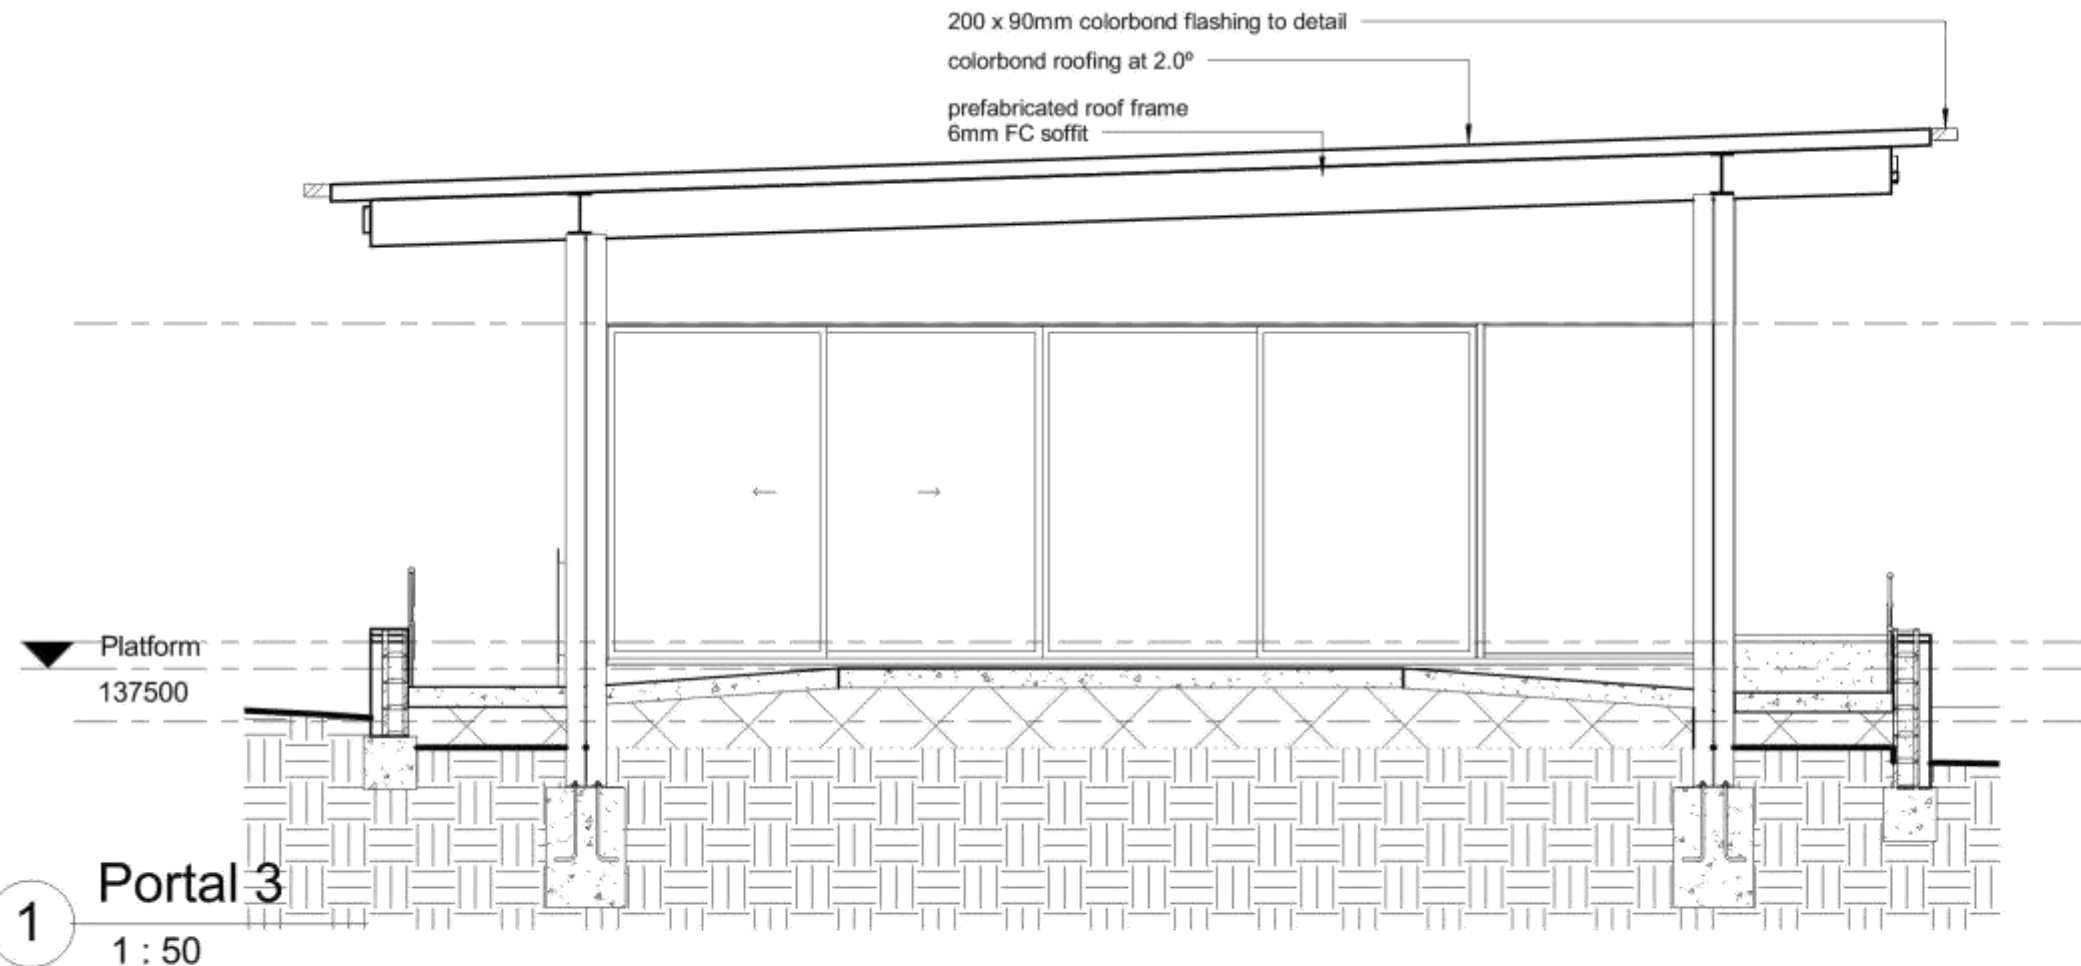 200 x 90mm colorbond flashing to detail
colorbond roofing at 2.0º
prefabricated roof frame
6mm FC soffit
Platform
137500
1
Portal 3
1 : 50